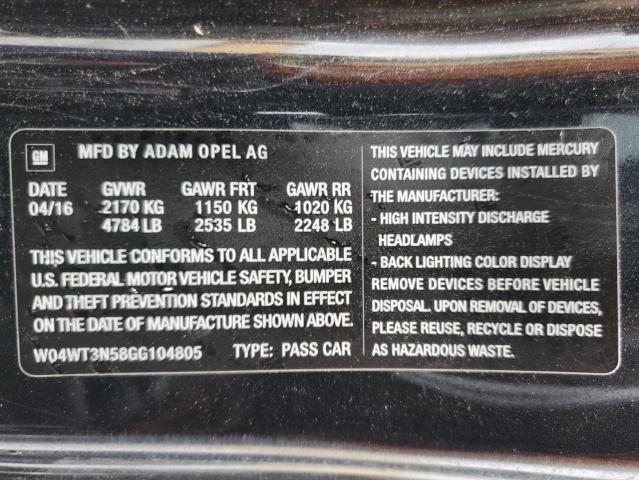 GM MFD BY ADAM OPEL AG
DATE GVWR GAWR FRT GAWR RR
04/16 2170 KG 1150 KG 1020 KG
4784 LB 2535 LB 2248 LB
THIS VEHICLE CONFORMS TO ALL APPLICABLE
U.S. FEDERAL MOTOR VEHICLE SAFETY, BUMPER
AND THEFT PREVENTION STANDARDS IN EFFECT
ON THE DATE OF MANUFACTURE SHOWN ABOVE.
W04WT3N58GG104805 TYPE: PASS CAR
THIS VEHICLE MAY INCLUDE MERCURY
CONTAINING DEVICES INSTALLED BY
THE MANUFACTURER:
- HIGH INTENSITY DISCHARGE
HEADLAMPS
- BACK LIGHTING COLOR DISPLAY
REMOVE DEVICES BEFORE VEHICLE
DISPOSAL. UPON REMOVAL OF DEVICES,
PLEASE REUSE, RECYCLE OR DISPOSE
AS HAZARDOUS WASTE.